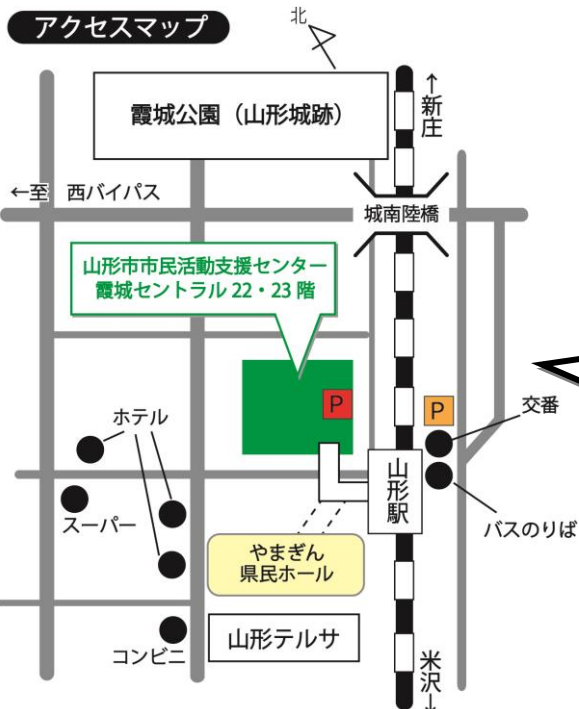 アクセスマップ
北
霞城公園（山形城跡）
↑新庄
←至 西バイパス
城南陸橋
山形市市民活動支援センター
霞城セントラル 22・23 階
P
P
交番
ホテル
山形駅
スーパー
バスのりば
やまぎん
県民ホール
山形テルサ
コンビニ
米沢↓